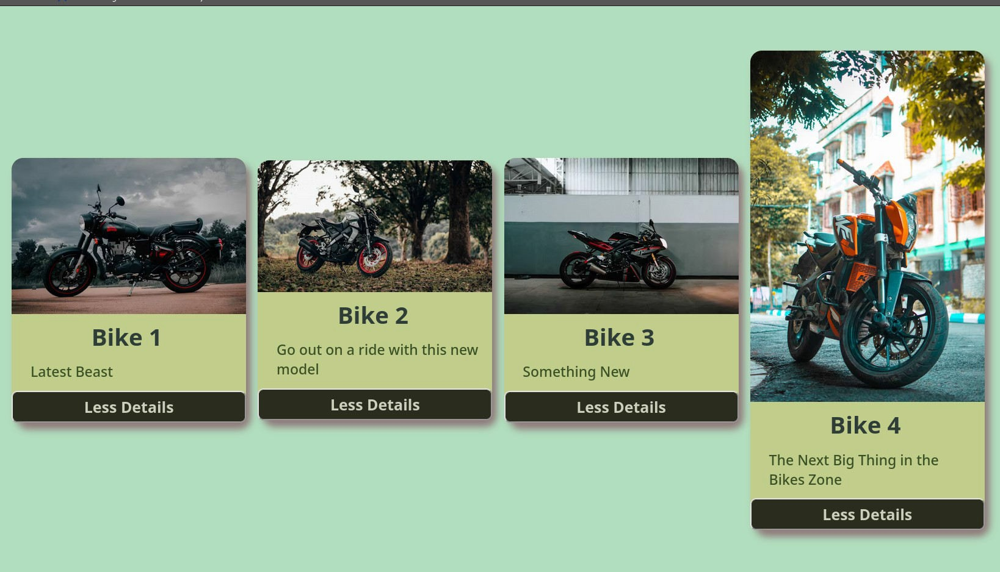 Bike 1
Latest Beast
Less Details
Bike 2
Go out on a ride with this new
model
Less Details
Bike 3
Something New
Less Details
Bike 4
The Next Big Thing in the
Bikes Zone
Less Details